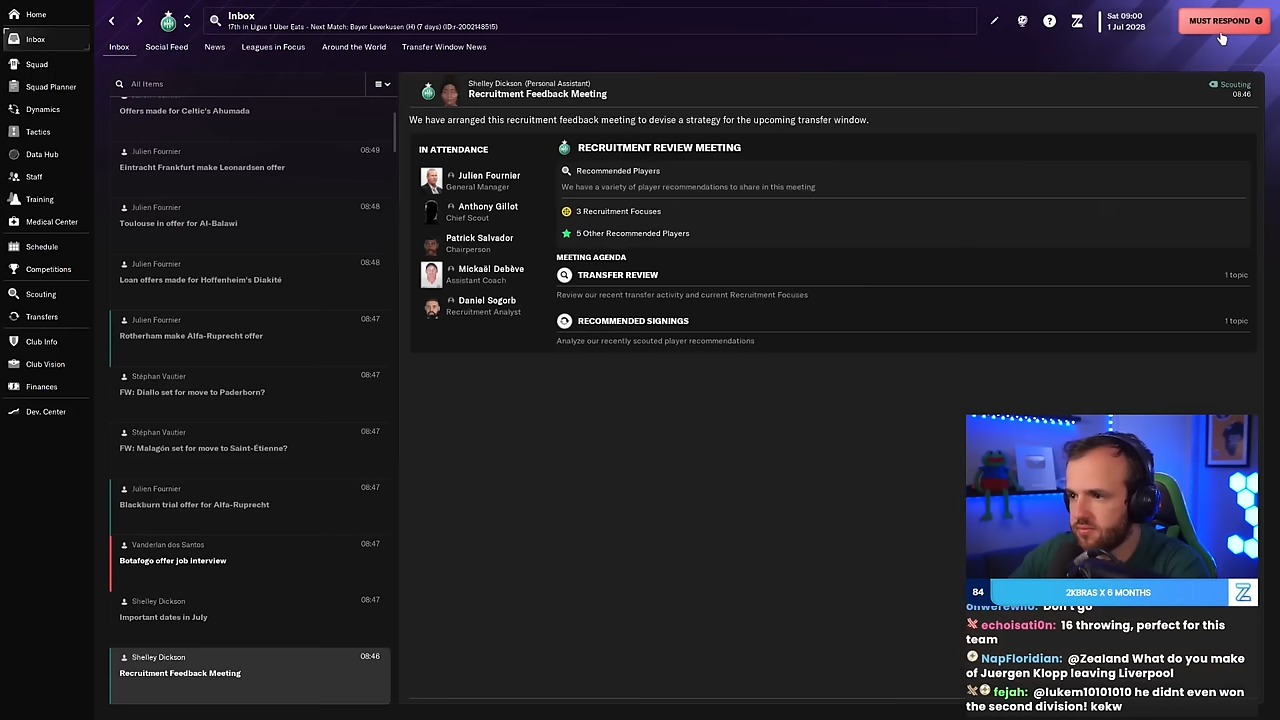 Home
Inbox
Squad
Squad Planner
Dynamics
Tactics
Data Hub
Staff
Training
Medical Center
Schedule
Competitions
Scouting
Transfers
Club Info
Club Vision
Finances
Dev. Center
Inbox
17th in Ligue 1 Uber Eats - Next Match: Bayer Leverkusen (H) (7 days) (ID:r-2002148515)
Sat 09:00
1 Jul 2028
MUST RESPOND
Inbox Social Feed News Leagues in Focus Around the World Transfer Window News
All Items
Offers made for Celtic's Ahumada
Julien Fournier 08:49
Eintracht Frankfurt make Leonardsen offer
Julien Fournier 08:48
Toulouse in offer for Al-Balawi
Julien Fournier 08:48
Loan offers made for Hoffenheim's Diakité
Julien Fournier 08:47
Rotherham make Alfa-Ruprecht offer
Stéphan Vautier 08:47
FW: Diallo set for move to Paderborn?
Stéphan Vautier 08:47
FW: Malagón set for move to Saint-Étienne?
Julien Fournier 08:47
Blackburn trial offer for Alfa-Ruprecht
Vanderlan dos Santos 08:47
Botafogo offer job interview
Shelley Dickson 08:47
Important dates in July
Shelley Dickson 08:46
Recruitment Feedback Meeting
Shelley Dickson (Personal Assistant)
Recruitment Feedback Meeting
Scouting
08:46
We have arranged this recruitment feedback meeting to devise a strategy for the upcoming transfer window.
IN ATTENDANCE
Julien Fournier
General Manager
Anthony Gillot
Chief Scout
Patrick Salvador
Chairperson
Mickaël Debève
Assistant Coach
Daniel Sogorb
Recruitment Analyst
RECRUITMENT REVIEW MEETING
Recommended Players
We have a variety of player recommendations to share in this meeting
3 Recruitment Focuses
5 Other Recommended Players
MEETING AGENDA
TRANSFER REVIEW 1 topic
Review our recent transfer activity and current Recruitment Focuses
RECOMMENDED SIGNINGS 1 topic
Analyze our recently scouted player recommendations
84 2KBRAS X 6 MONTHS
Don't go
echoisati0n: 16 throwing, perfect for this
team
NapFloridian: @Zealand What do you make
of Juergen Klopp leaving Liverpool
fejah: @lukem10101010 he didnt even won
the second division! kekw